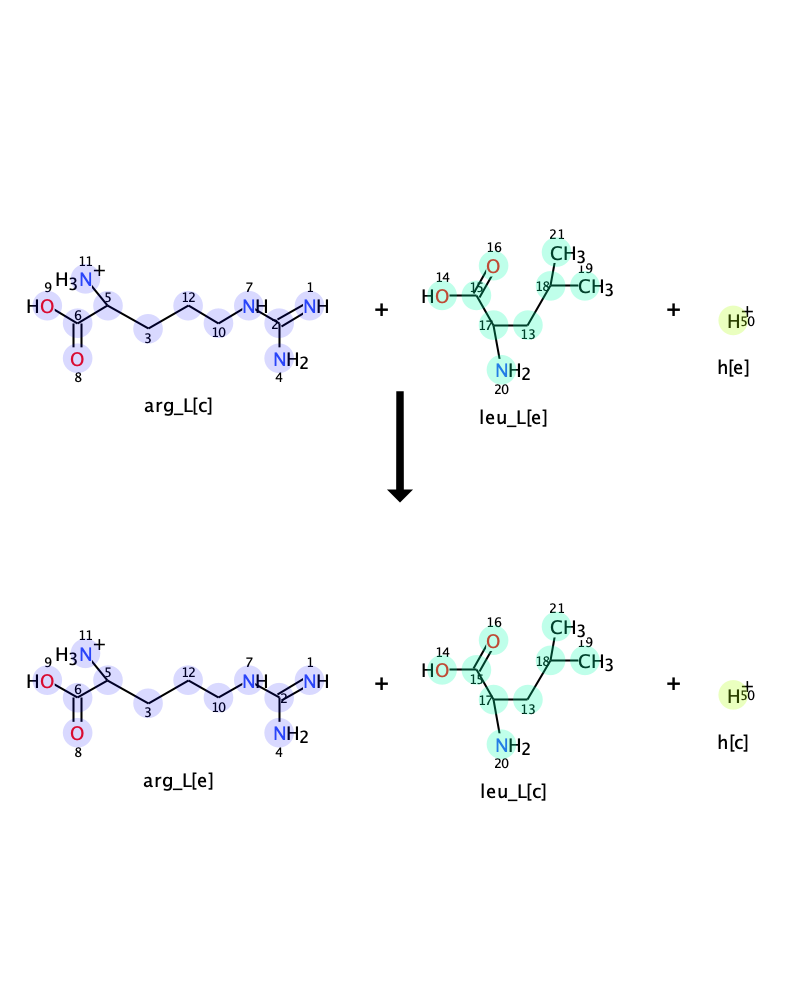 21
CH3
16
O
19
CH3
18
14
HO
15
17
13
NH2
20
11
H3N+
9
HO
5
6
O
8
3
12
10
7
NH
2
1
NH
NH2
4
+
+
H+
50
arg_L[c]
leu_L[e]
h[e]
21
CH3
16
O
19
CH3
18
14
HO
15
17
13
NH2
20
11
H3N+
9
HO
5
6
O
8
3
12
10
7
NH
2
1
NH
NH2
4
+
+
H+
50
arg_L[e]
leu_L[c]
h[c]